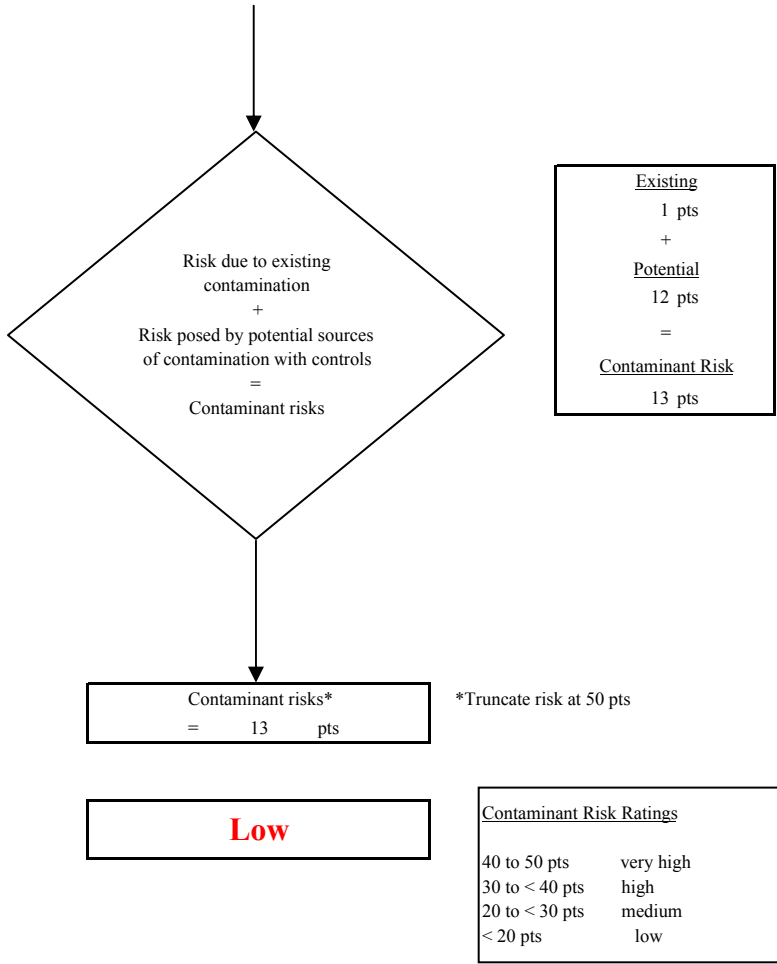 Risk due to existing
contamination
+
Risk posed by potential sources
of contamination with controls
=
Contaminant risks
Existing
1 pts
+
Potential
12 pts
=
Contaminant Risk
13 pts
Contaminant risks*
= 13 pts
*Truncate risk at 50 pts
Low
Contaminant Risk Ratings
40 to 50 pts very high
30 to < 40 pts high
20 to < 30 pts medium
< 20 pts low